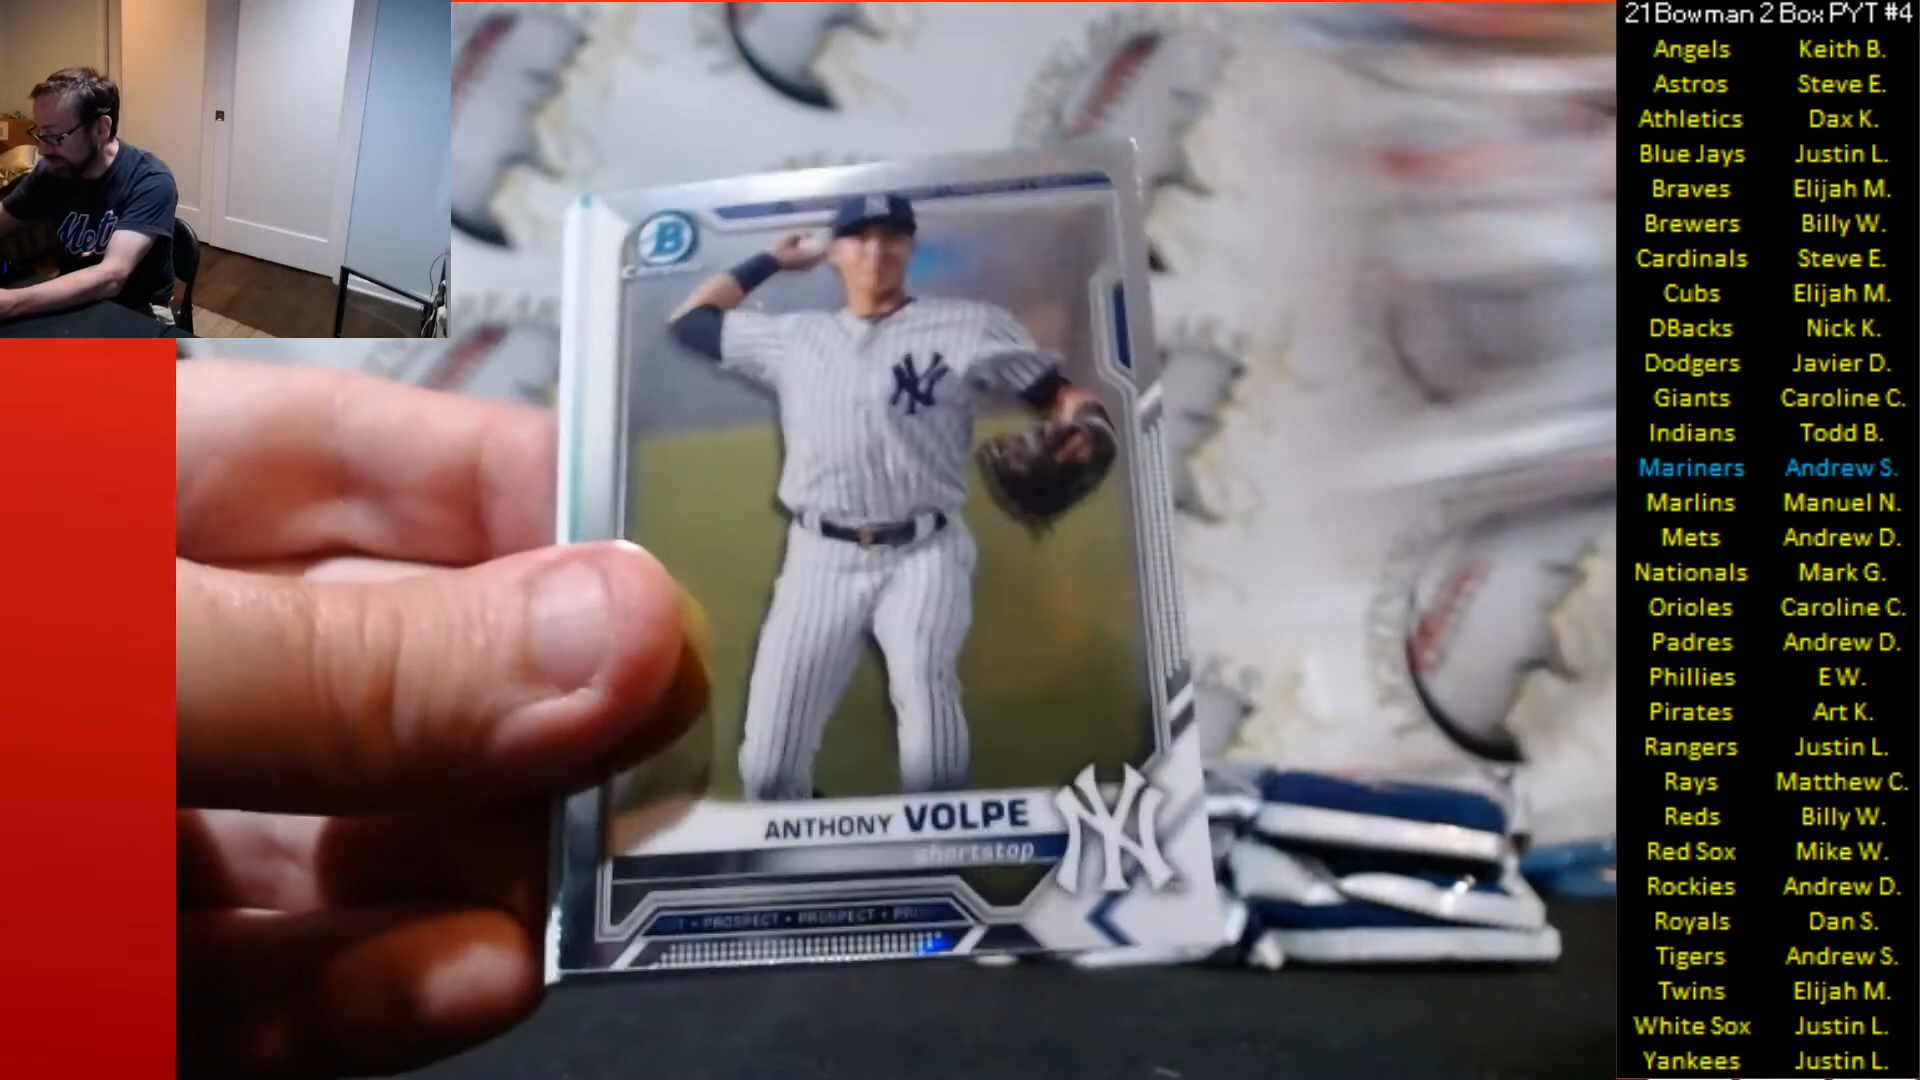 21 Bowman 2 Box PYT #4
Angels Keith B.
Astros Steve E.
Athletics Dax K.
Blue Jays Justin L.
Braves Elijah M.
Brewers Billy W.
Cardinals Steve E.
Cubs Elijah M.
DBacks Nick K.
Dodgers Javier D.
Giants Caroline C.
Indians Todd B.
Mariners Andrew S.
Marlins Manuel N.
Mets Andrew D.
Nationals Mark G.
Orioles Caroline C.
Padres Andrew D.
Phillies E W.
Pirates Art K.
Rangers Justin L.
Rays Matthew C.
Reds Billy W.
Red Sox Mike W.
Rockies Andrew D.
Royals Dan S.
Tigers Andrew S.
Twins Elijah M.
White Sox Justin L.
Yankees Justin L.
Mets
B
NY
ANTHONY VOLPE
shortstop
NY
PROSPECT • PROSPECT •